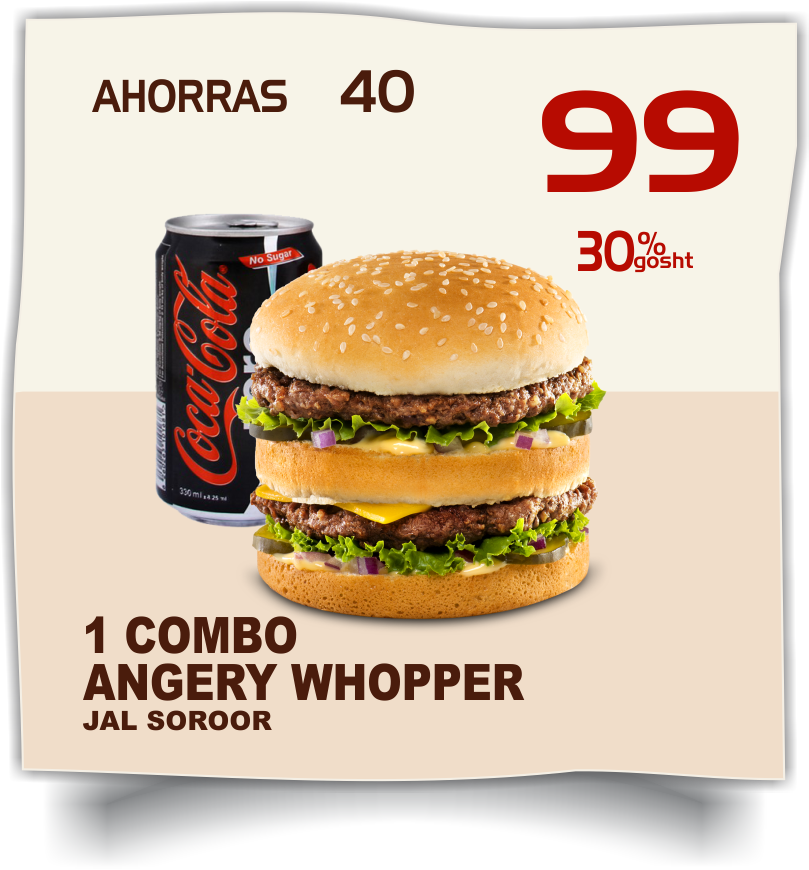 AHORRAS 40
99
30%
gosht
No Sugar
Coca-Cola
330 ml
1 COMBO
ANGERY WHOPPER
JAL SOROOR